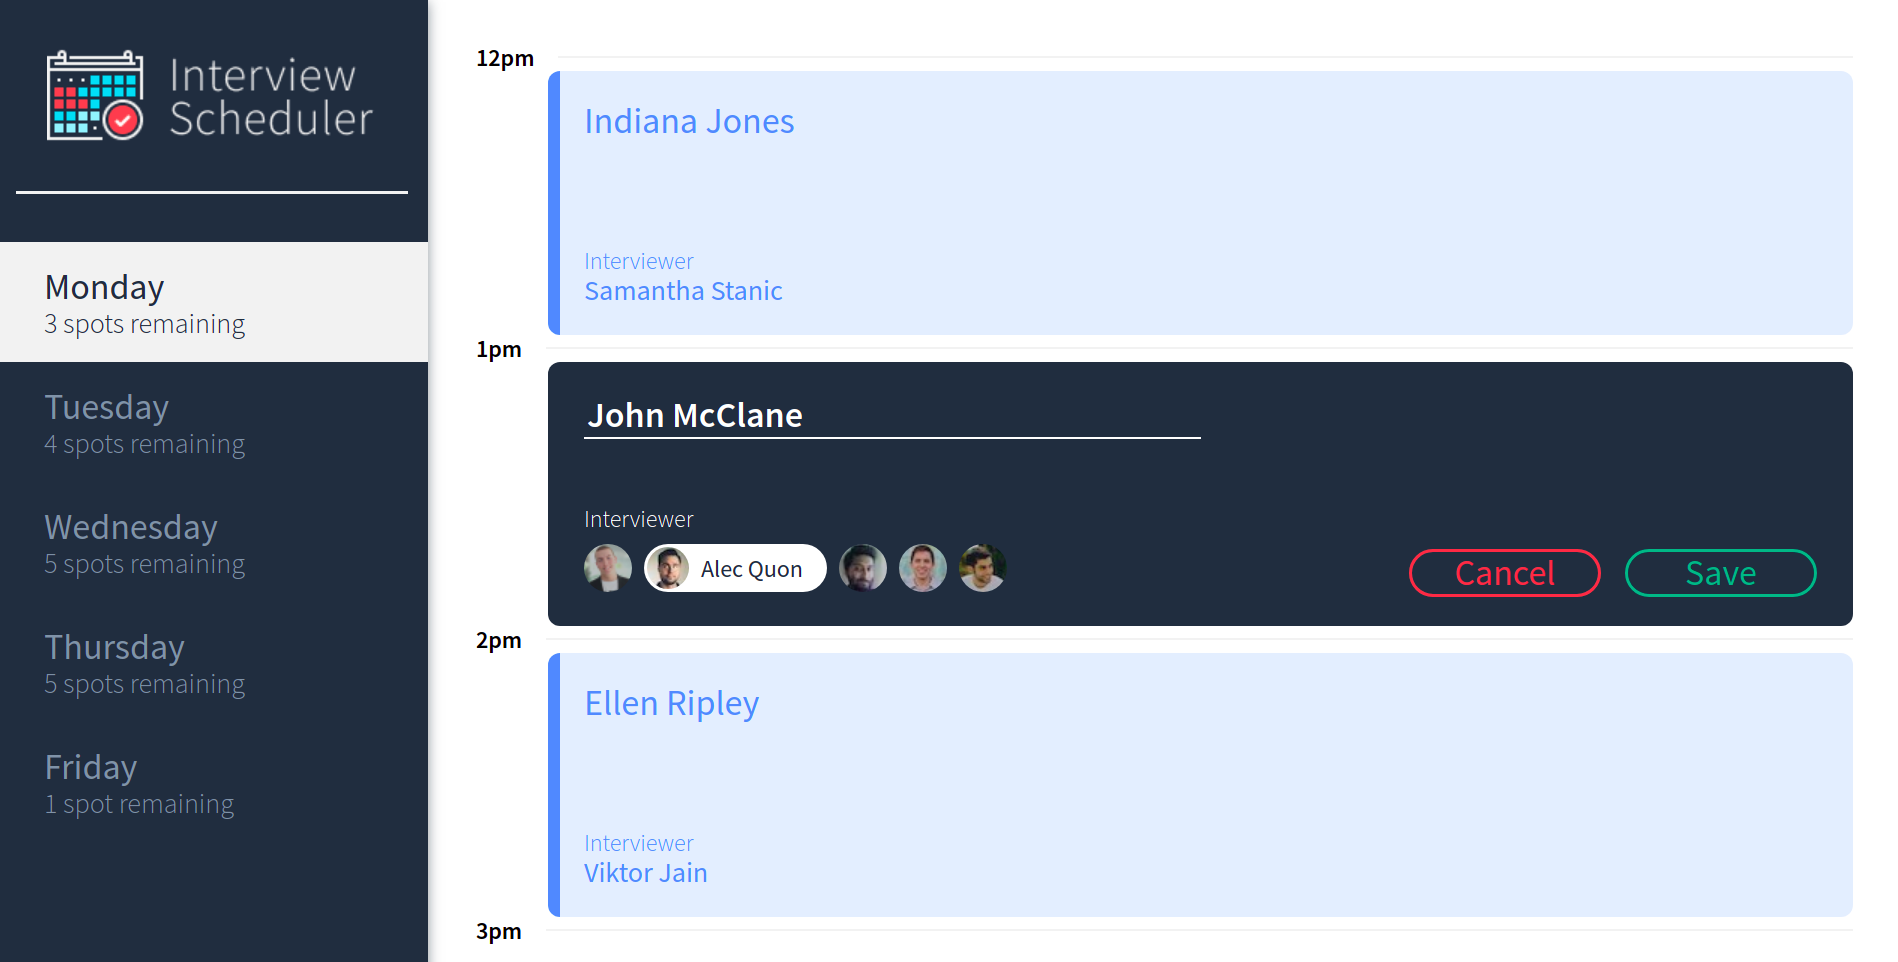 Interview
Scheduler
Monday
3 spots remaining
Tuesday
4 spots remaining
Wednesday
5 spots remaining
Thursday
5 spots remaining
Friday
1 spot remaining
12pm
Indiana Jones
Interviewer
Samantha Stanic
1pm
John McClane
Interviewer
Alec Quon
Cancel
Save
2pm
Ellen Ripley
Interviewer
Viktor Jain
3pm